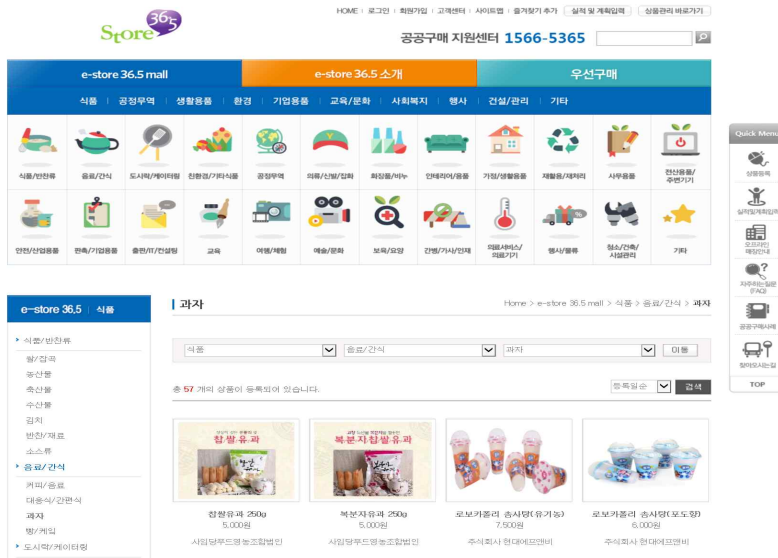 HOME | 로그인 | 회원가입 | 고객센터 | 사이트맵 | 즐겨찾기 추가 실적 및 계획입력 상품관리 바로가기
Store 365
공공구매 지원센터 1566-5365
e-store 36.5 mall e-store 36.5 소개 우선구매
식품 | 공정무역 | 생활용품 | 환경 | 기업용품 | 교육/문화 | 사회복지 | 행사 | 건설/관리 | 기타
식품/반찬류 음료/간식 도시락/케이터링 친환경/기타식품 공정무역 의류/신발/잡화 화장품/비누 인테리어/용품 가정/생활용품 재활용/재처리 사무용품 전산용품/
주변기기
안전/산업용품 판촉/기업용품 출판/IT/컨설팅 교육 여행/체험 예술/문화 보육/요양 간병/가사/인재 의료서비스/
의료기기 행사/물류 청소/건축/
시설관리 기타
Quick Menu
상품등록
실적및계획입력
오프라인
매장안내
자주하는질문
(FAQ)
공공구매사례
찾아오시는길
TOP
e-store 36.5 | 식품
식품/반찬류
쌀/잡곡
농산물
축산물
수산물
김치
반찬/재료
소스류
음료/간식
커피/음료
대용식/간편식
과자
빵/케익
도시락/케이터링
과자
Home > e-store 36.5 mall > 식품 > 음료/간식 > 과자
식품 음료/간식 과자 이동
총 57 개의 상품이 등록되어 있습니다.
등록일순 검색
찹쌀유과
복분자찹쌀유과
찹쌀유과 250g
5,000원
사임당푸드영농조합법인
복분자유과 250g
5,000원
사임당푸드영농조합법인
로보카폴리 솜사탕(유기농)
7,500원
주식회사 현대에프앤비
로보카폴리 솜사탕(포도향)
6,000원
주식회사 현대에프앤비